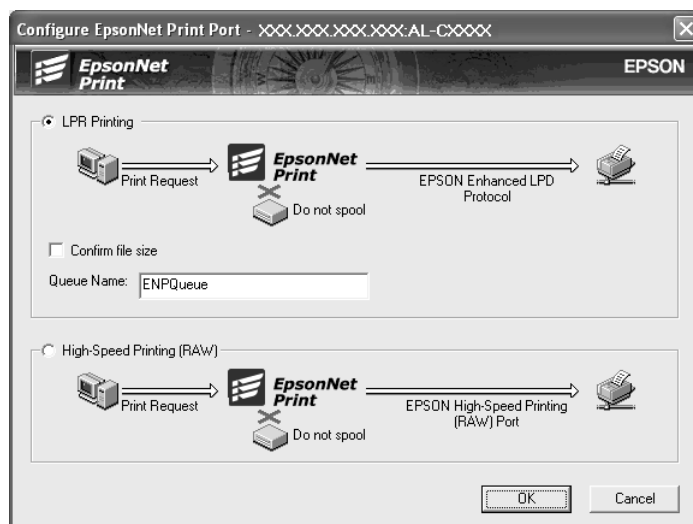 Configure EpsonNet Print Port - XXX.XXX.XXX.XXX:AL-CXXXX
EpsonNet
Print
EPSON
LPR Printing
Print Request
EpsonNet
Print
Do not spool
EPSON Enhanced LPD
Protocol
Confirm file size
Queue Name: ENPQueue
High-Speed Printing (RAW)
Print Request
EpsonNet
Print
Do not spool
EPSON High-Speed Printing
(RAW) Port
OK
Cancel